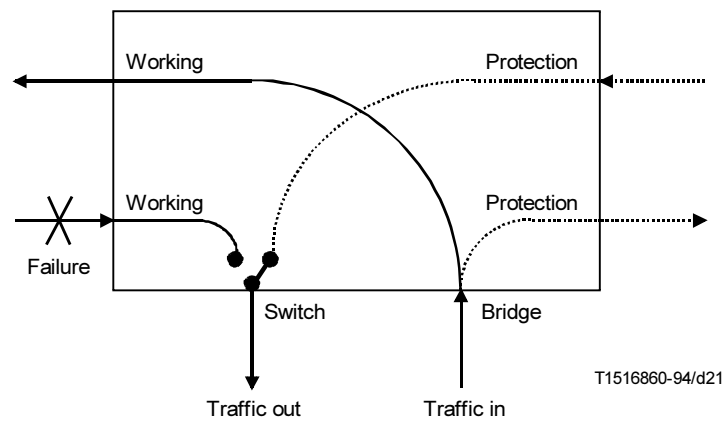 Working
Protection
Working
Protection
Failure
Switch
Bridge
T1516860-94/d21
Traffic out
Traffic in